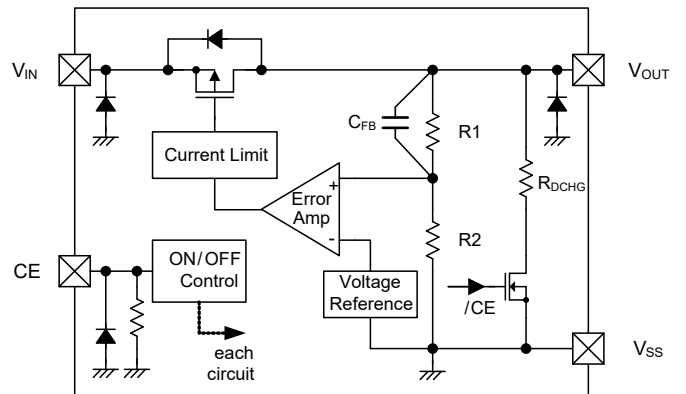 VIN
VOUT
CFB
R1
Current Limit
RDCHG
+
Error
Amp
-
R2
CE
ON/OFF
Control
Voltage
Reference
/CE
each
circuit
VSS